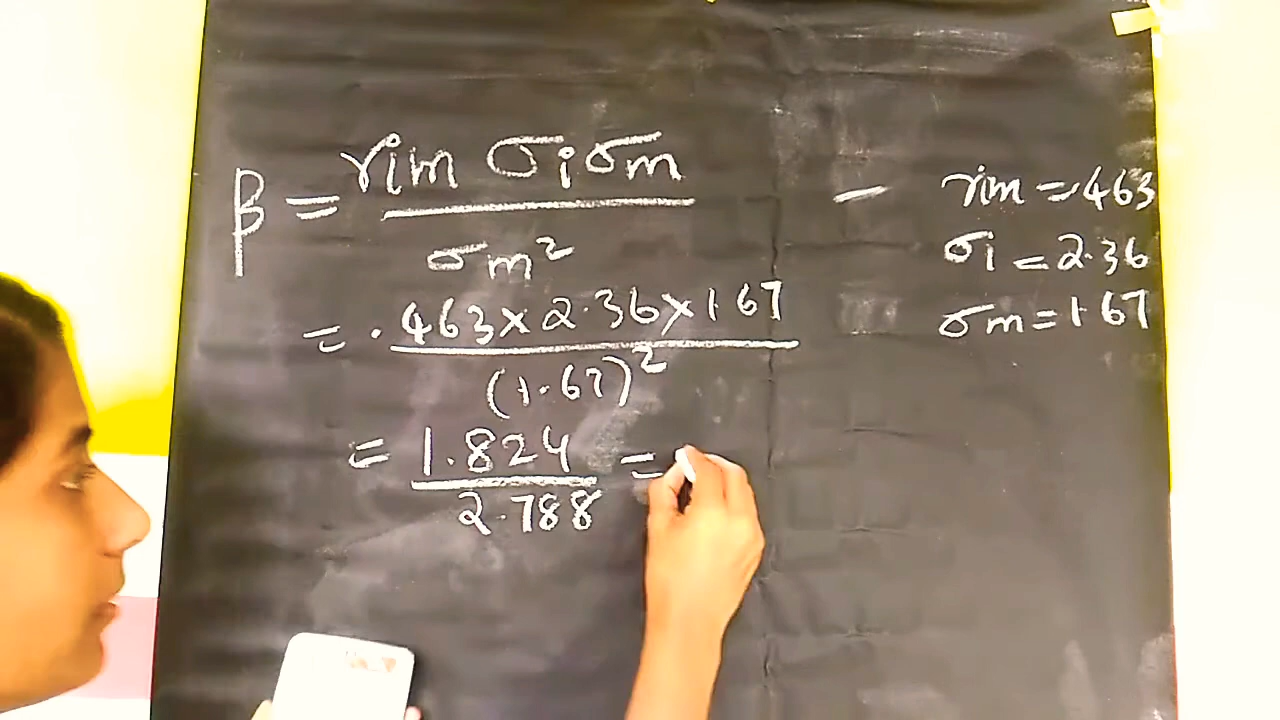 β = rim σi σm / σm²
= .463 × 2.36 × 1.67 / (1.67)²
= 1.824 / 2.788 =
— rim = .463
σi = 2.36
σm = 1.67